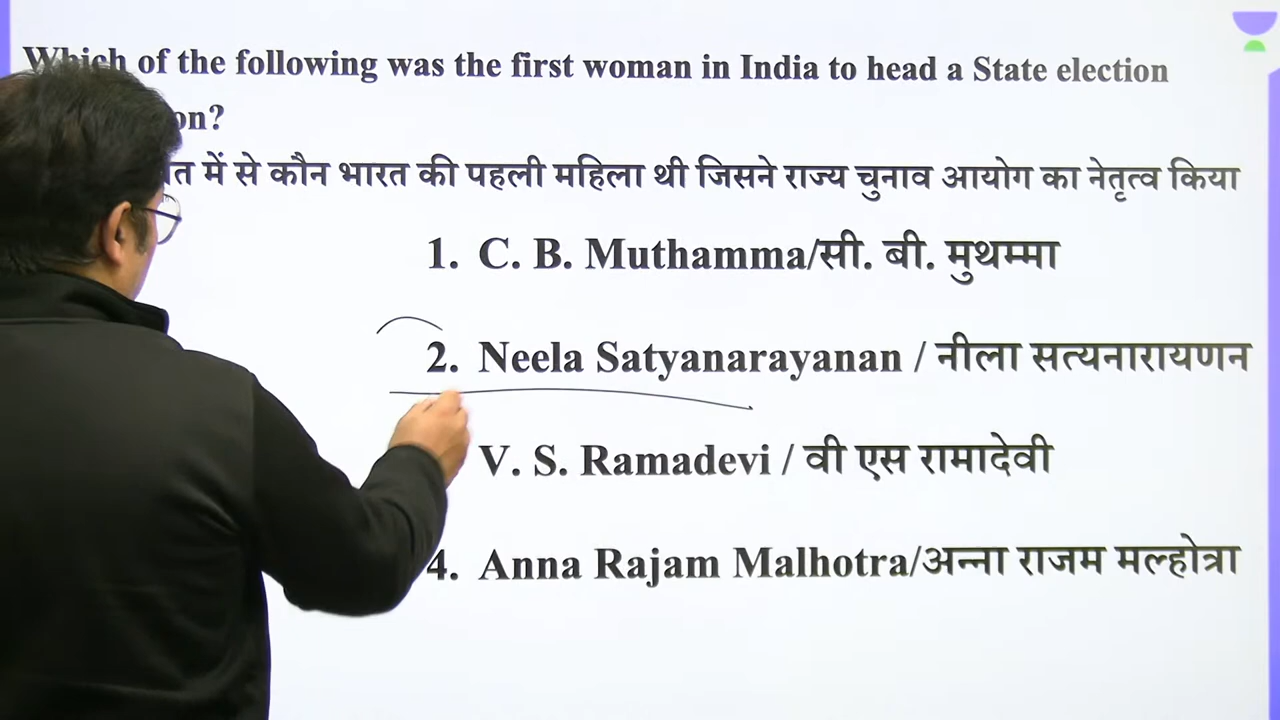 Which of the following was the first woman in India to head a State election
on?
में से कौन भारत की पहली महिला थी जिसने राज्य चुनाव आयोग का नेतृत्व किया
1. C. B. Muthamma/सी. बी. मुथम्मा
2. Neela Satyanarayanan / नीला सत्यनारायणन
V. S. Ramadevi / वी एस रामादेवी
4. Anna Rajam Malhotra/अन्ना राजम मल्होत्रा